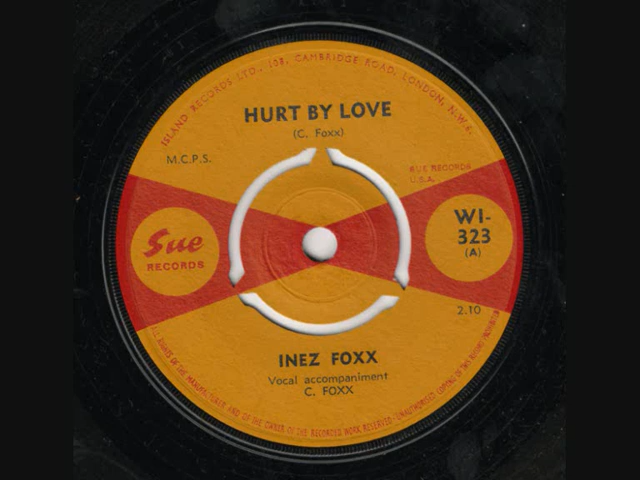 ISLAND RECORDS LTD., 108, CAMBRIDGE ROAD, LONDON, N.W.6.
HURT BY LOVE
(C. Foxx)
M.C.P.S.
SUE RECORDS
U.S.A.
Sue
RECORDS
WI-
323
(A)
2.10
INEZ FOXX
Vocal accompaniment
C. FOXX
ALL RIGHTS OF THE MANUFACTURER AND OF THE OWNER OF THE RECORDED WORK RESERVED - UNAUTHORISED COPYING OF THIS RECORD PROHIBITED